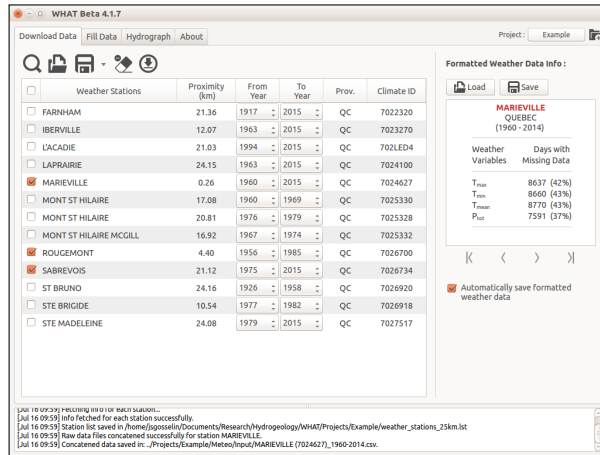 WHAT Beta 4.1.7
Download Data Fill Data Hydrograph About
Project : Example
Formatted Weather Data Info :
Load Save
Weather Stations Proximity (km) From Year To Year Prov. Climate ID
FARNHAM 21.36 1917 2015 QC 7022320
IBERVILLE 12.07 1963 2015 QC 7023270
L'ACADIE 21.03 1994 2015 QC 702LED4
LAPRAIRIE 24.15 1963 2015 QC 7024100
MARIEVILLE 0.26 1960 2015 QC 7024627
MONT ST HILAIRE 17.08 1960 1969 QC 7025330
MONT ST HILAIRE 20.81 1976 1979 QC 7025328
MONT ST HILAIRE MCGILL 16.92 1967 1974 QC 7025332
ROUGEMONT 4.40 1956 1985 QC 7026700
SABREVOIS 21.12 1975 2015 QC 7026734
ST BRUNO 24.16 1926 1958 QC 7026920
STE BRIGIDE 10.54 1977 1982 QC 7026918
STE MADELEINE 24.08 1979 2015 QC 7027517
MARIEVILLE
QUEBEC
(1960 - 2014)
Weather Variables Days with Missing Data
Tmax 8637 (42%)
Tmin 8660 (43%)
Tmean 8770 (43%)
Ptot 7591 (37%)
Automatically save formatted
weather data
[Jul 16 09:59] Fetching info for each station...
[Jul 16 09:59] Info fetched for each station successfully.
[Jul 16 09:59] Station list saved in /home/jsgosselin/Documents/Research/Hydrogeology/WHAT/Projects/Example/weather_stations_25km.lst
[Jul 16 09:59] Raw data files concatened successfully for station MARIEVILLE.
[Jul 16 09:59] Concatened data saved in: ../Projects/Example/Meteo/Input/MARIEVILLE (7024627)_1960-2014.csv.